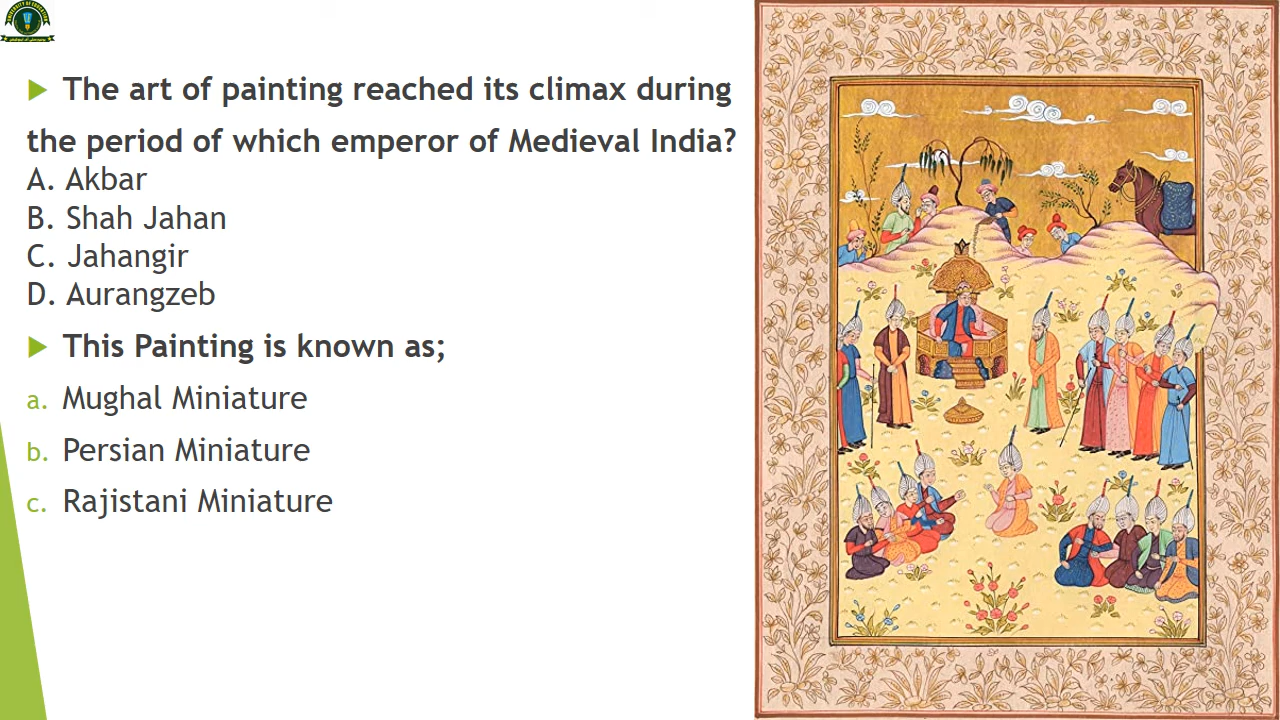 The art of painting reached its climax during
the period of which emperor of Medieval India?
A. Akbar
B. Shah Jahan
C. Jahangir
D. Aurangzeb
This Painting is known as;
a. Mughal Miniature
b. Persian Miniature
c. Rajistani Miniature